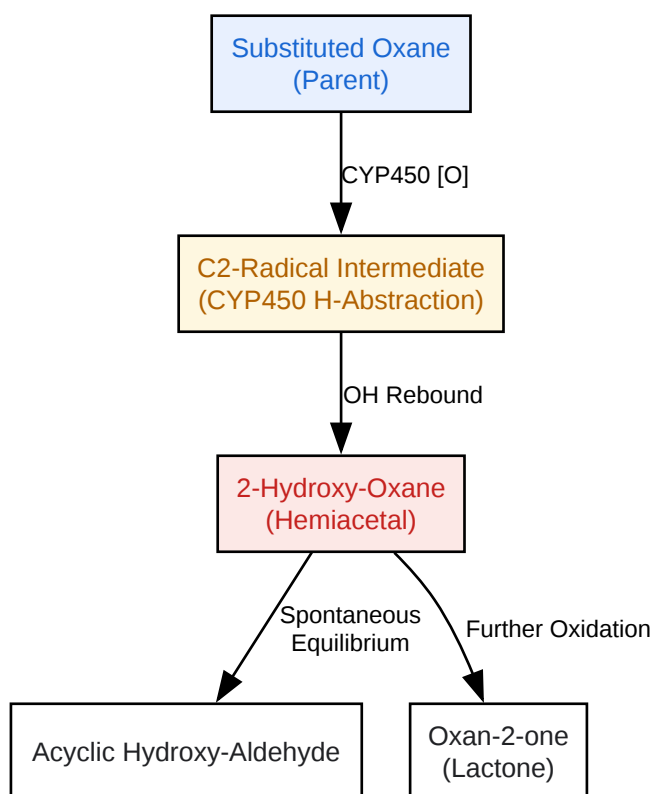 Substituted Oxane
(Parent)
CYP450 [O]
C2-Radical Intermediate
(CYP450 H-Abstraction)
OH Rebound
2-Hydroxy-Oxane
(Hemiacetal)
Spontaneous
Equilibrium
Further Oxidation
Acyclic Hydroxy-Aldehyde
Oxan-2-one
(Lactone)